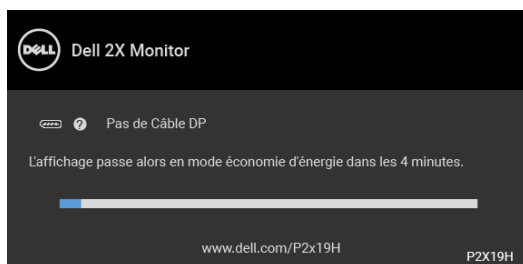 DELL
Dell 2X Monitor
? Pas de Câble DP
L'affichage passe alors en mode économie d'énergie dans les 4 minutes.
www.dell.com/P2x19H
P2X19H